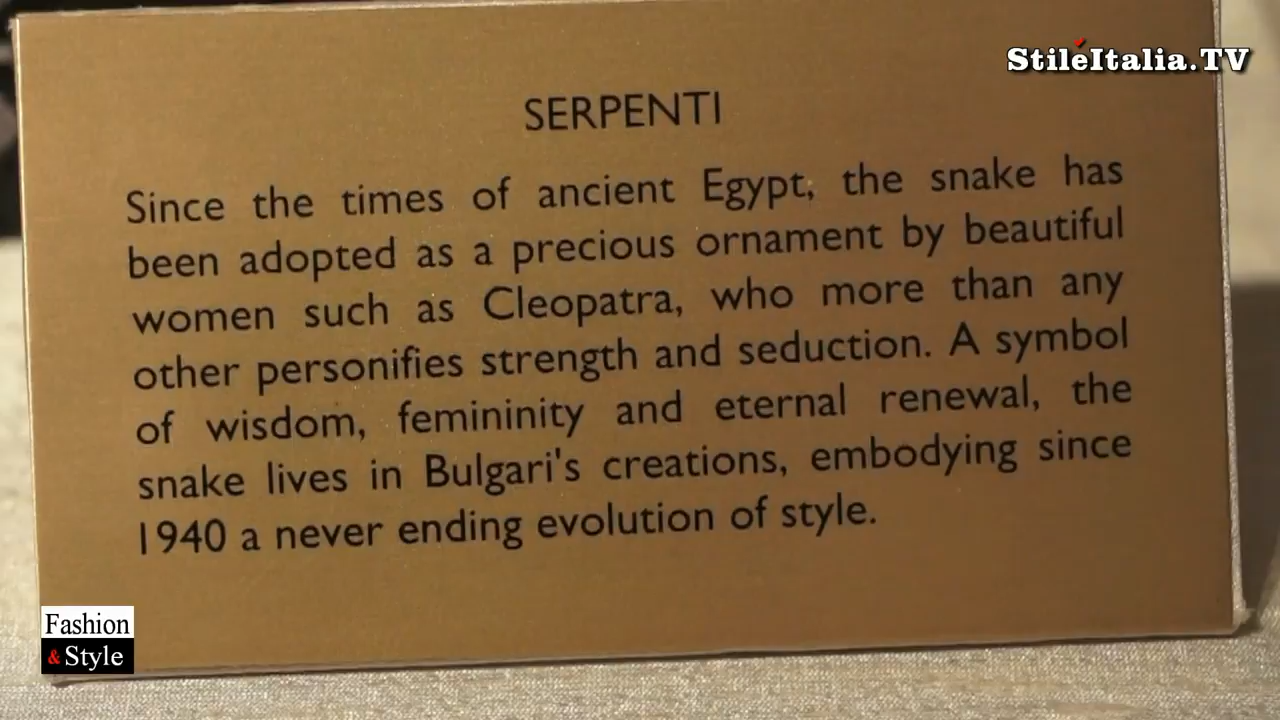 StileItalia.TV
SERPENTI
Since the times of ancient Egypt, the snake has
been adopted as a precious ornament by beautiful
women such as Cleopatra, who more than any
other personifies strength and seduction. A symbol
of wisdom, femininity and eternal renewal, the
snake lives in Bulgari's creations, embodying since
1940 a never ending evolution of style.
Fashion
& Style